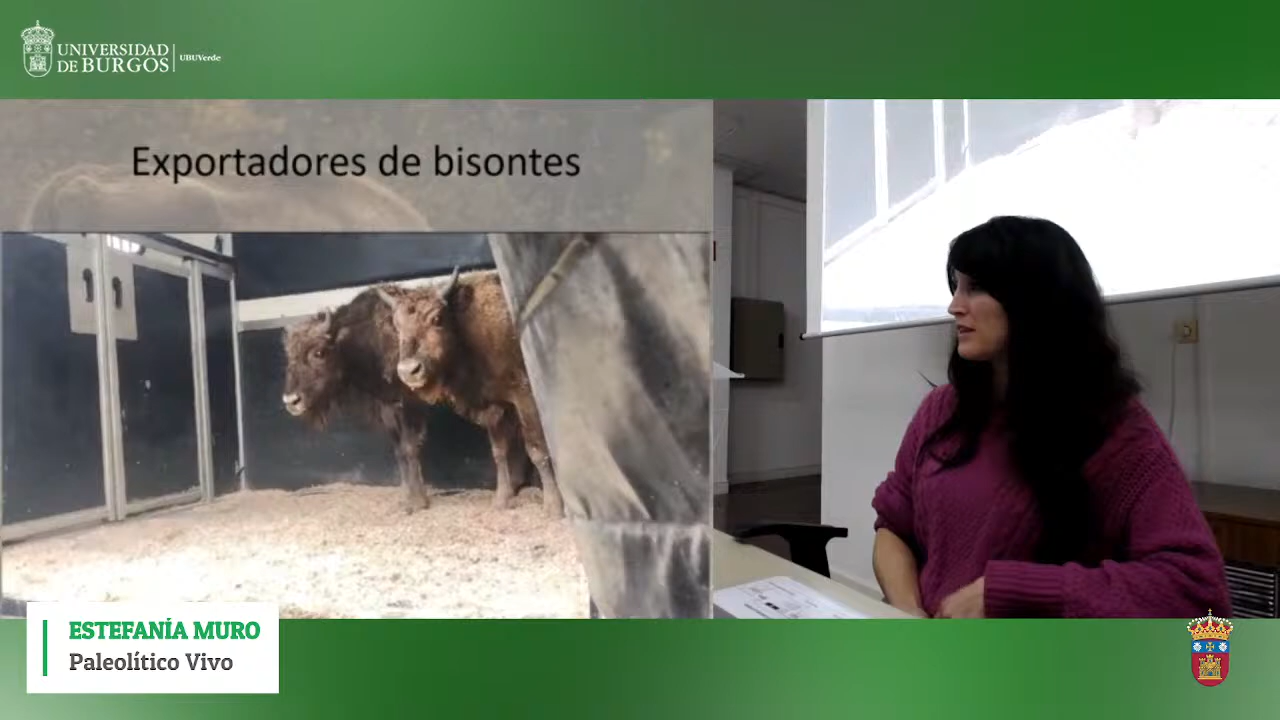 UNIVERSIDAD
DE BURGOS
UBUVerde
Exportadores de bisontes
ESTEFANÍA MURO
Paleolítico Vivo